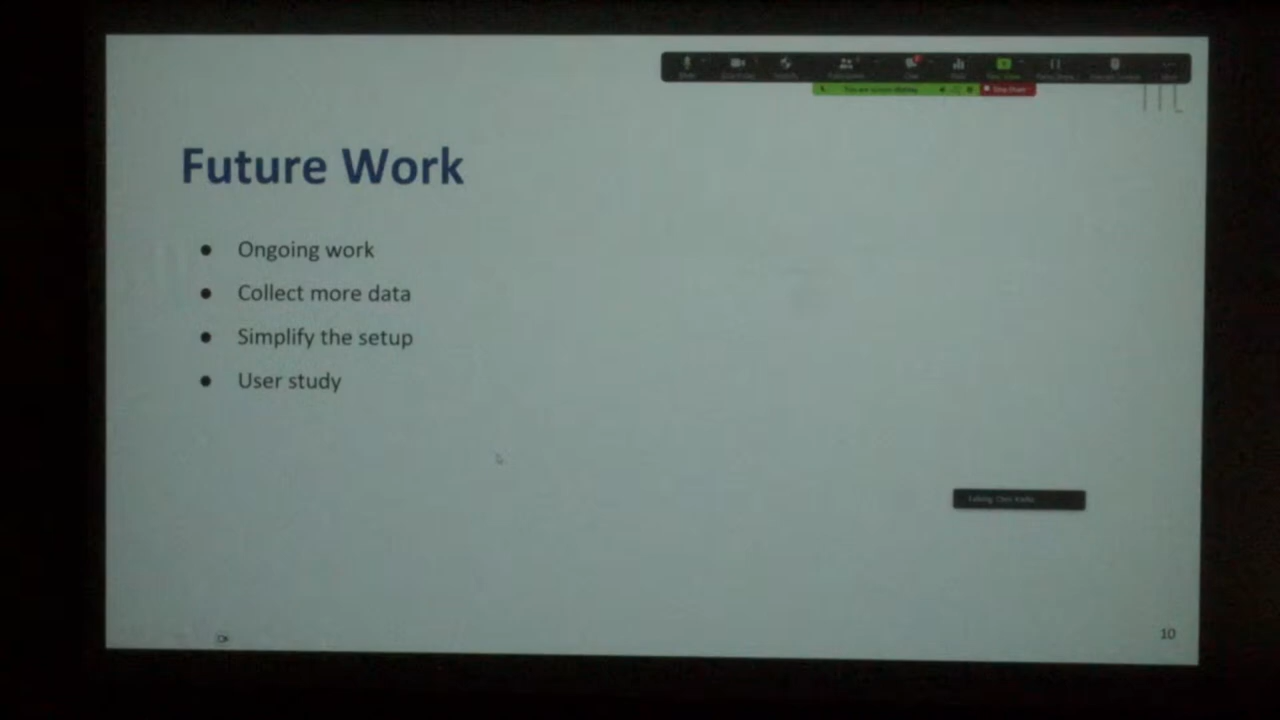 Future Work
● Ongoing work
● Collect more data
● Simplify the setup
● User study
10